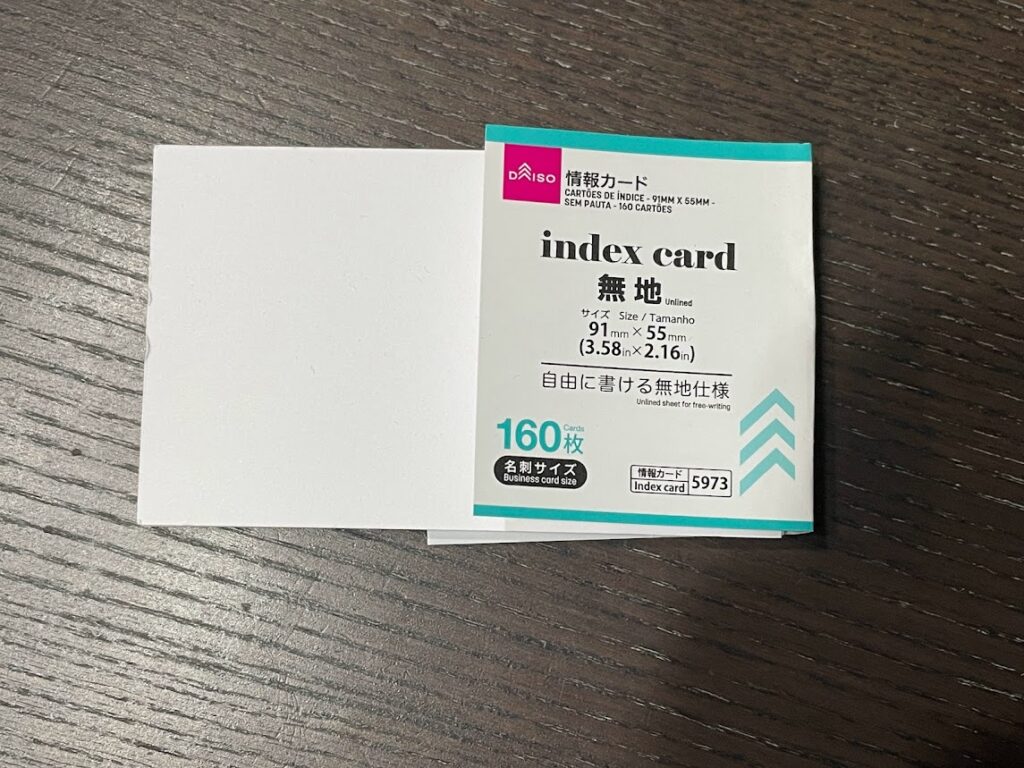 DAISO
情報カード
CARTÕES DE ÍNDICE - 91MM X 55MM -
SEM PAUTA - 160 CARTÕES
index card
無地 Unlined
サイズ Size / Tamanho
91mm × 55mm
(3.58in×2.16in)
自由に書ける無地仕様
Unlined sheet for free-writing
160枚 Cards
名刺サイズ
Business card size
情報カード
Index card
5973